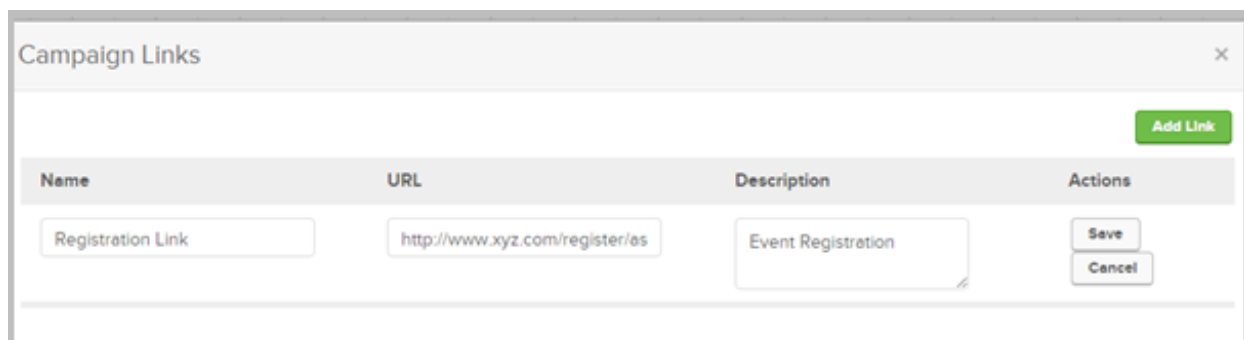 Campaign Links
Add Link
Name URL Description Actions
Registration Link http://www.xyz.com/register/as Event Registration Save
Cancel